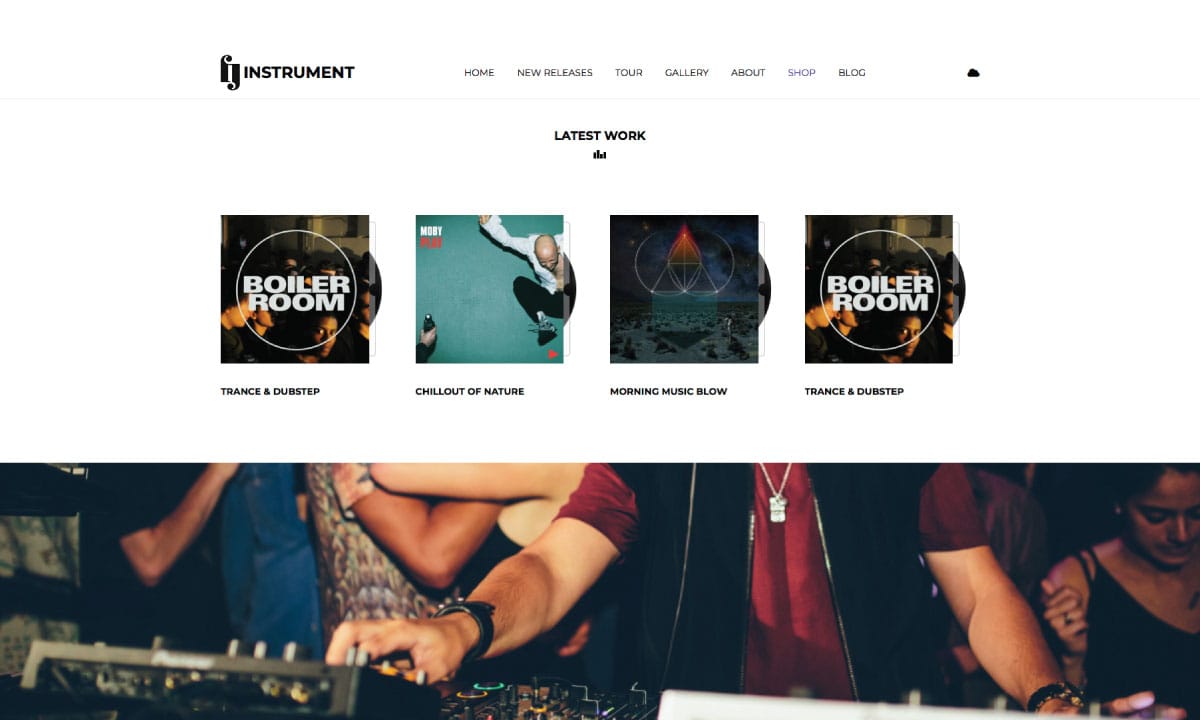 INSTRUMENT
HOME NEW RELEASES TOUR GALLERY ABOUT SHOP BLOG
LATEST WORK
BOILER
ROOM
MOBY
PLAY
BOILER
ROOM
TRANCE & DUBSTEP
CHILLOUT OF NATURE
MORNING MUSIC BLOW
TRANCE & DUBSTEP